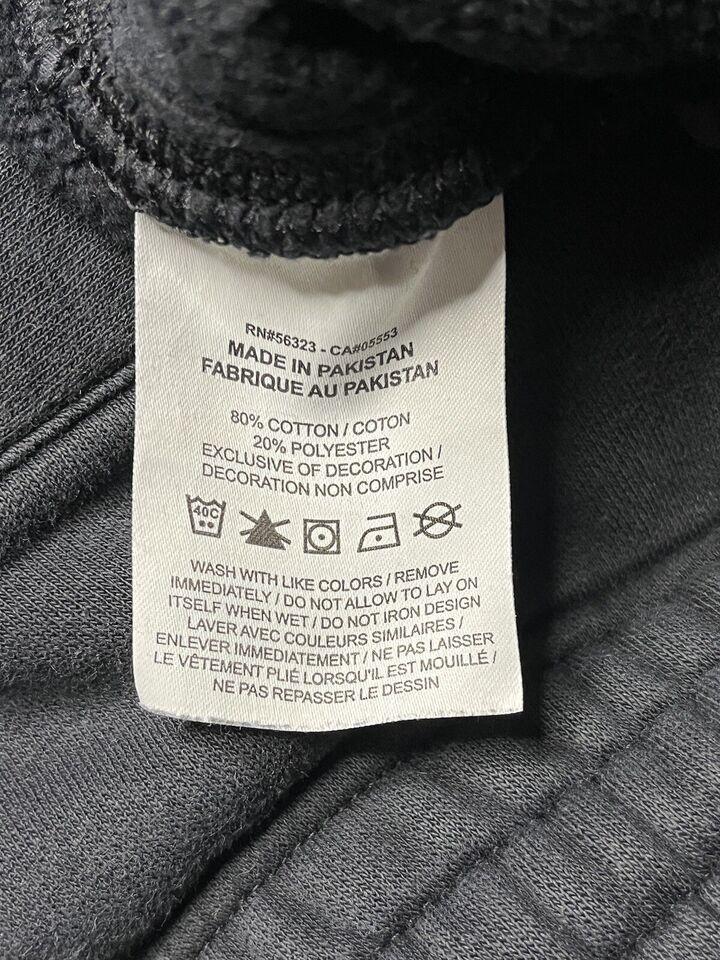 RN#56323 - CA#05553
MADE IN PAKISTAN
FABRIQUE AU PAKISTAN
80% COTTON / COTON
20% POLYESTER
EXCLUSIVE OF DECORATION /
DECORATION NON COMPRISE
40C
WASH WITH LIKE COLORS / REMOVE
IMMEDIATELY / DO NOT ALLOW TO LAY ON
ITSELF WHEN WET / DO NOT IRON DESIGN
LAVER AVEC COULEURS SIMILAIRES /
ENLEVER IMMEDIATEMENT / NE PAS LAISSER
LE VÊTEMENT PLIÉ LORSQU'IL EST MOUILLÉ /
NE PAS REPASSER LE DESSIN